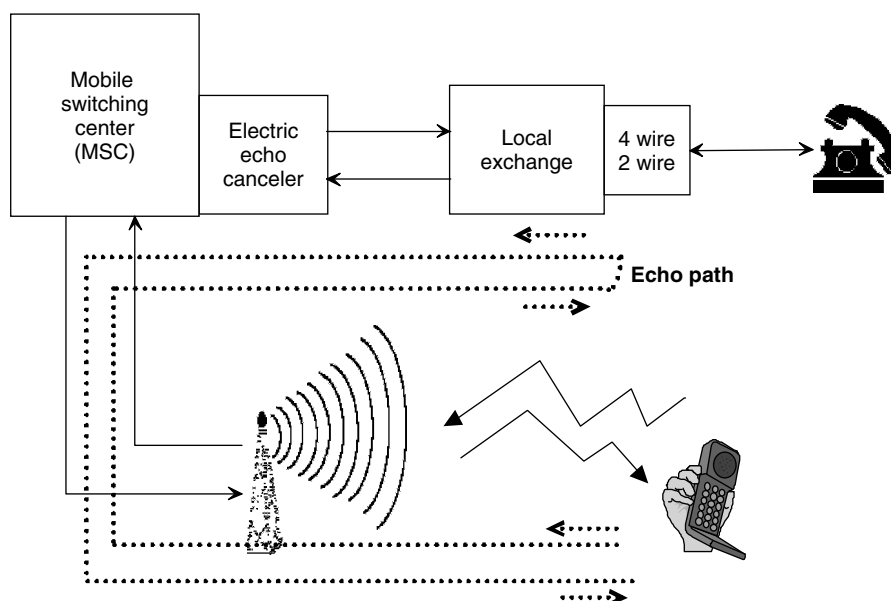 Mobile
switching
center
(MSC)
Electric
echo
canceler
Local
exchange
4 wire
2 wire
Echo path